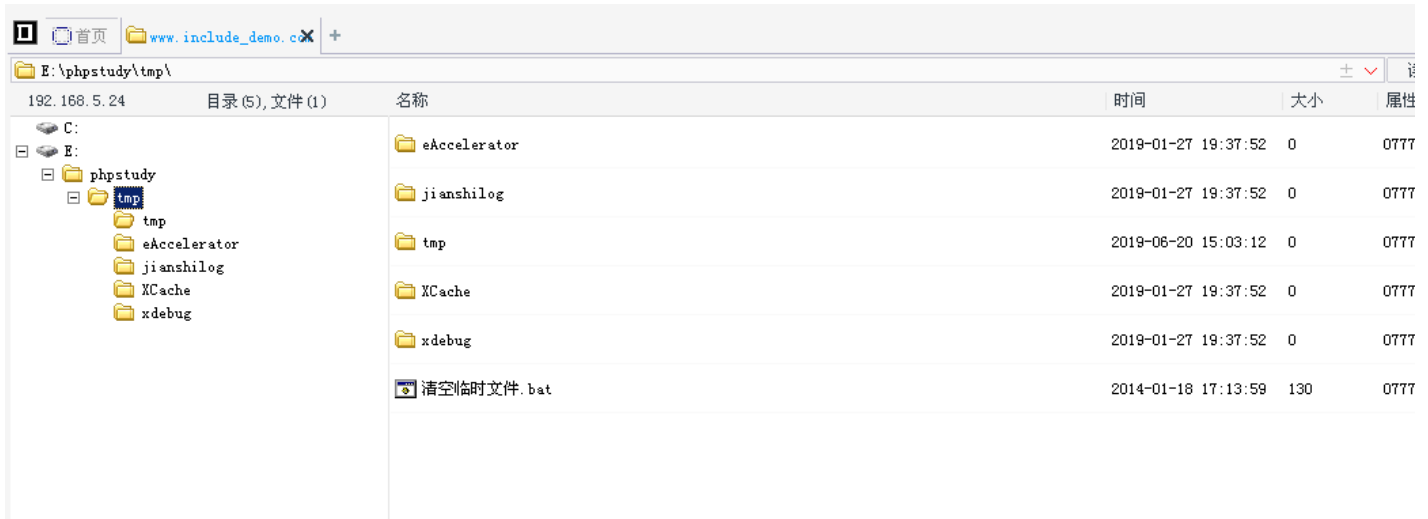 首页 www.include_demo.co +
E:\phpstudy\tmp\
192.168.5.24 目录(5),文件(1) 名称 时间 大小 属性
C:
E:
phpstudy
tmp
tmp
eAccelerator
jianshilog
XCache
xdebug
eAccelerator 2019-01-27 19:37:52 0 0777
jianshilog 2019-01-27 19:37:52 0 0777
tmp 2019-06-20 15:03:12 0 0777
XCache 2019-01-27 19:37:52 0 0777
xdebug 2019-01-27 19:37:52 0 0777
清空临时文件.bat 2014-01-18 17:13:59 130 0777